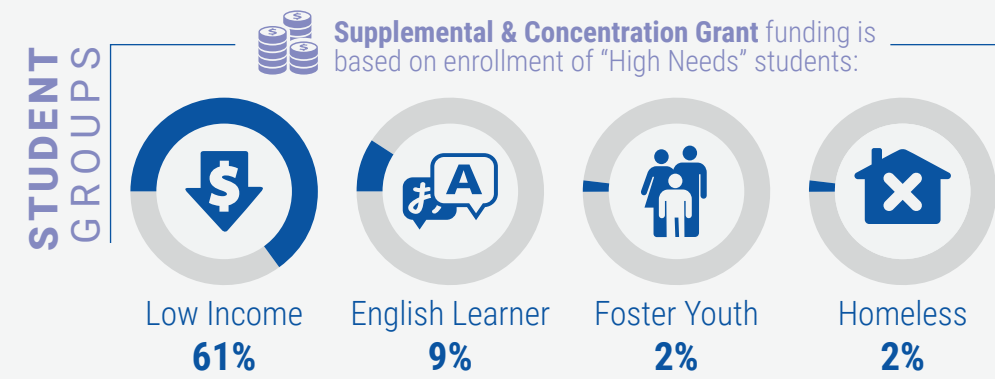 STUDENT
GROUPS
Supplemental & Concentration Grant funding is
based on enrollment of “High Needs” students:
$
あ,
A
Low Income
English Learner
Foster Youth
Homeless
61%
9%
2%
2%